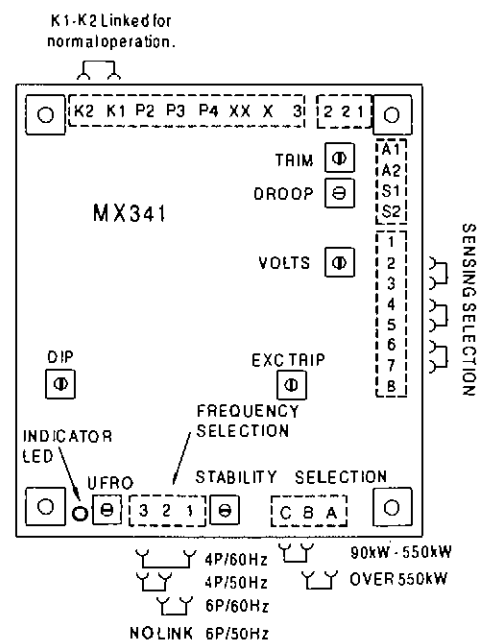 K1-K2 Linked for
normal operation.
K2 K1 P2 P3 P4 XX X 3 2 2 1
TRIM
DROOP
A1
A2
S1
S2
MX341
VOLTS
1
2
3
4
5
6
7
8
SENSING SELECTION
DIP
EXC TRIP
FREQUENCY
SELECTION
INDICATOR
LED
UFRO
STABILITY SELECTION
3 2 1
C B A
4P/60Hz
4P/50Hz
6P/60Hz
NO LINK 6P/50Hz
90kW - 550kW
OVER 550kW